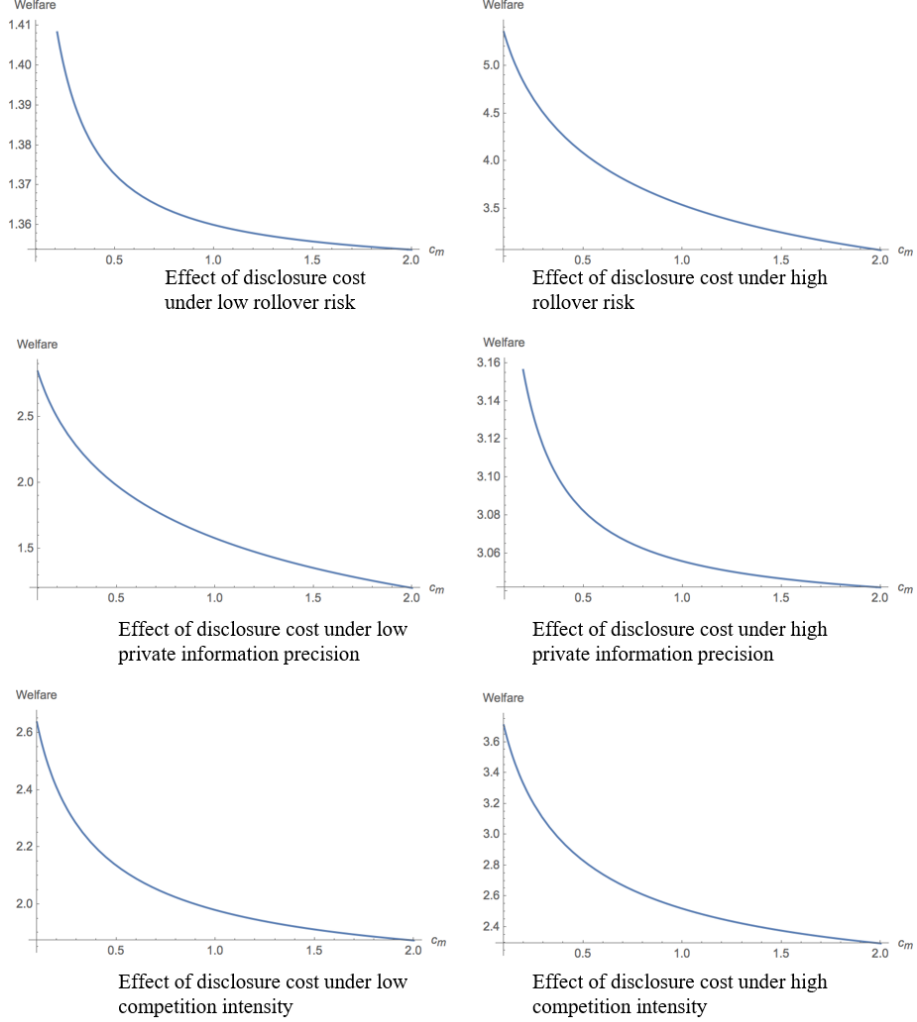 Welfare
1.41
1.40
1.39
1.38
1.37
1.36
0.5
1.0
1.5
2.0
cm
Effect of disclosure cost
under low rollover risk
Welfare
5.0
4.5
4.0
3.5
0.5
1.0
1.5
2.0
cm
Effect of disclosure cost under high
rollover risk
Welfare
2.5
2.0
1.5
0.5
1.0
1.5
2.0
cm
Effect of disclosure cost under low
private information precision
Welfare
3.16
3.14
3.12
3.10
3.08
3.06
0.5
1.0
1.5
2.0
cm
Effect of disclosure cost under high
private information precision
Welfare
2.6
2.4
2.2
2.0
0.5
1.0
1.5
2.0
cm
Effect of disclosure cost under low
competition intensity
Welfare
3.6
3.4
3.2
3.0
2.8
2.6
2.4
0.5
1.0
1.5
2.0
cm
Effect of disclosure cost under high
competition intensity